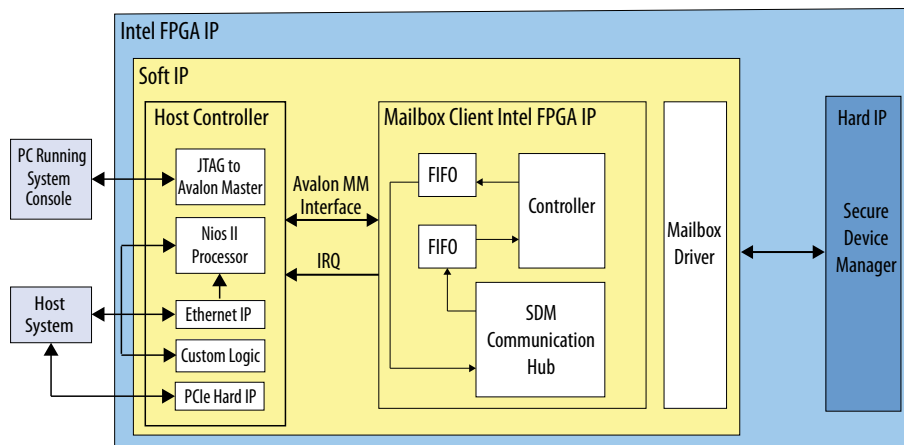 Intel FPGA IP
Soft IP
Host Controller
Mailbox Client Intel FPGA IP
Hard IP
PC Running
System
Console
JTAG to
Avalon Master
Avalon MM
Interface
FIFO
Controller
Nios II
Processor
FIFO
IRQ
Mailbox
Driver
Secure
Device
Manager
Host
System
Ethernet IP
SDM
Communication
Hub
Custom Logic
PCIe Hard IP